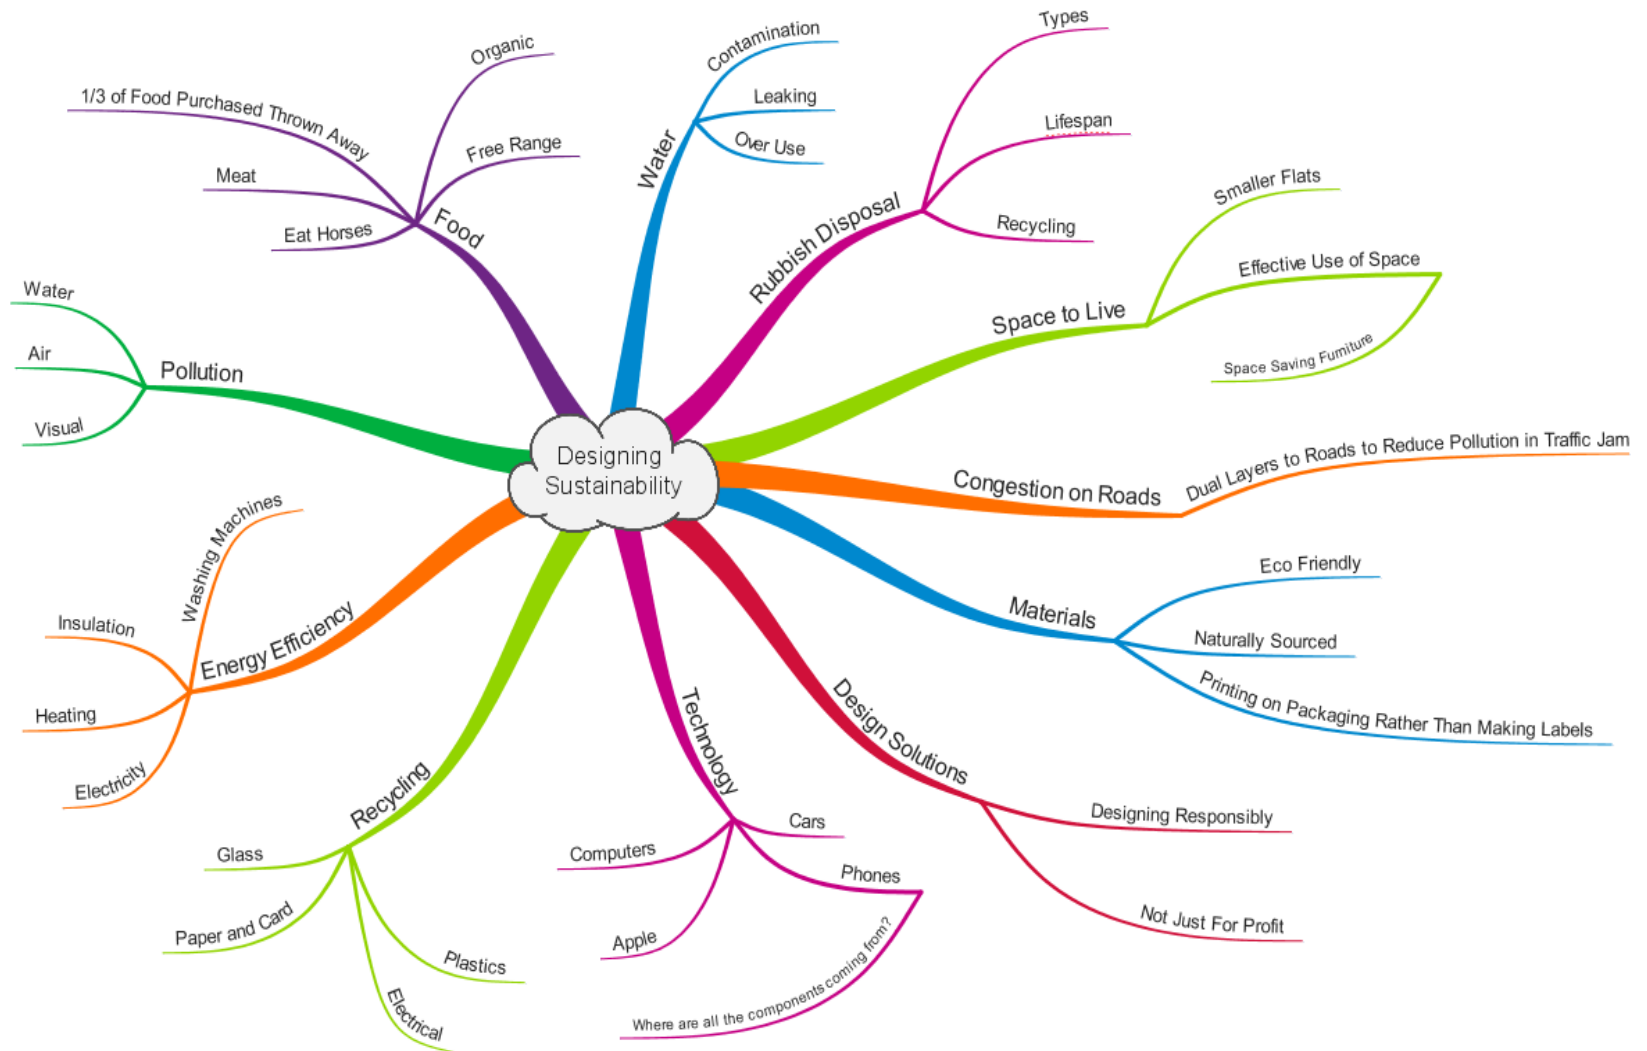 Designing
Sustainability
Water
Contamination
Leaking
Over Use
Rubbish Disposal
Types
Lifespan
Recycling
Space to Live
Smaller Flats
Effective Use of Space
Space Saving Furniture
Congestion on Roads
Dual Layers to Roads to Reduce Pollution in Traffic Jam
Materials
Eco Friendly
Naturally Sourced
Printing on Packaging Rather Than Making Labels
Design Solutions
Designing Responsibly
Not Just For Profit
Technology
Cars
Phones
Where are all the components coming from?
Computers
Apple
Recycling
Glass
Paper and Card
Electrical
Plastics
Energy Efficiency
Washing Machines
Insulation
Heating
Electricity
Pollution
Water
Air
Visual
Food
Organic
Free Range
1/3 of Food Purchased Thrown Away
Meat
Eat Horses